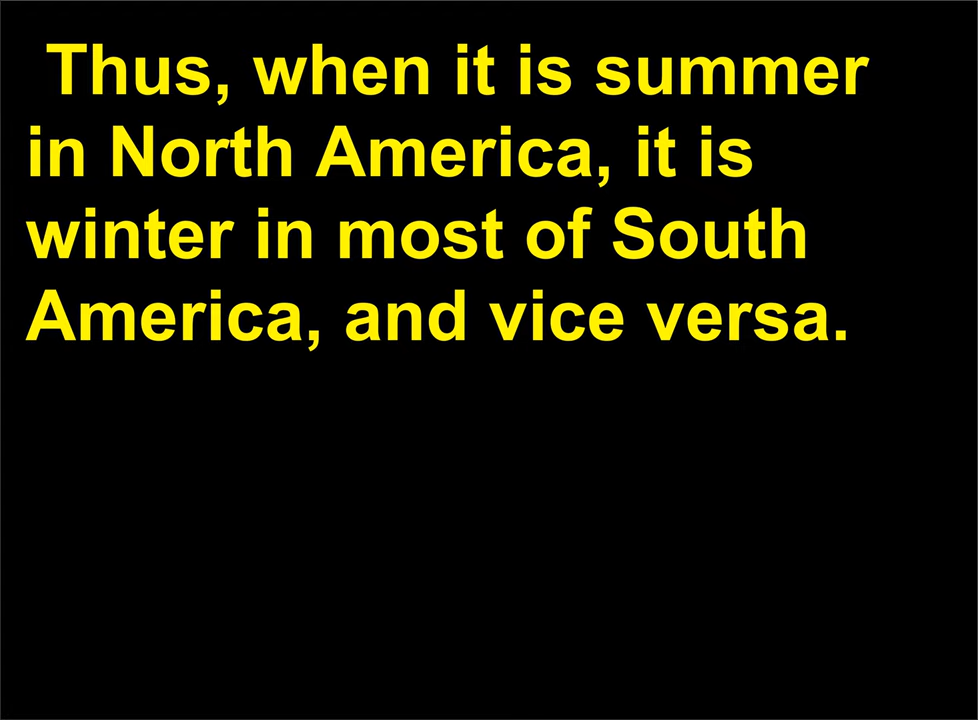 Thus, when it is summer
in North America, it is
winter in most of South
America, and vice versa.